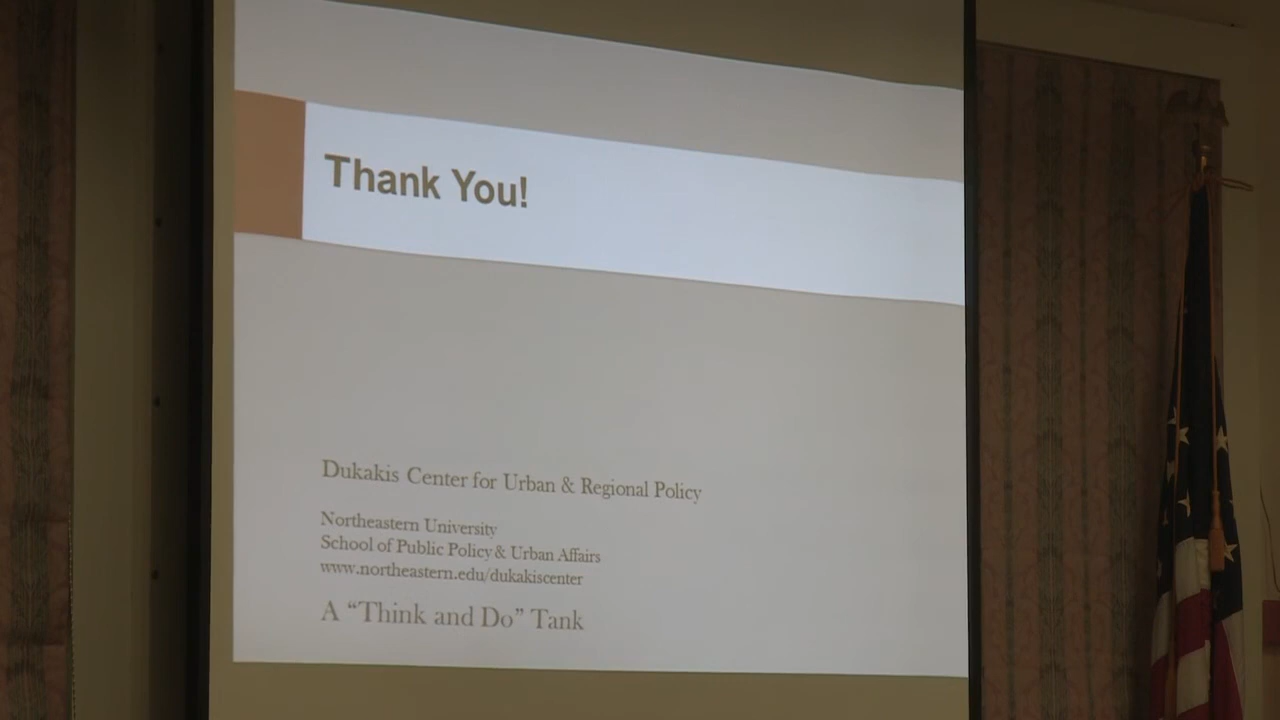 Thank You!
Dukakis Center for Urban & Regional Policy
Northeastern University
School of Public Policy & Urban Affairs
www.northeastern.edu/dukakiscenter
A “Think and Do” Tank